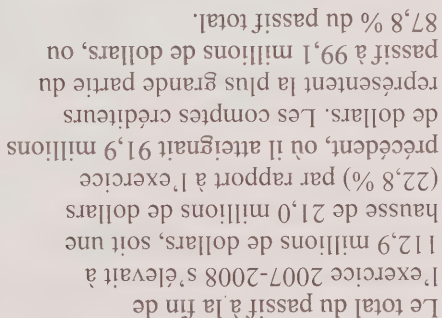 Le total du passif à la fin de
l'exercice 2007-2008 s'élevait à
112,9 millions de dollars, soit une
hausse de 21,0 millions de dollars
(22,8 %) par rapport à l'exercice
précédent, où il atteignait 91,9 millions
de dollars. Les comptes créditeurs
représentent la plus grande partie du
passif à 99,1 millions de dollars, ou
87,8 % du passif total.